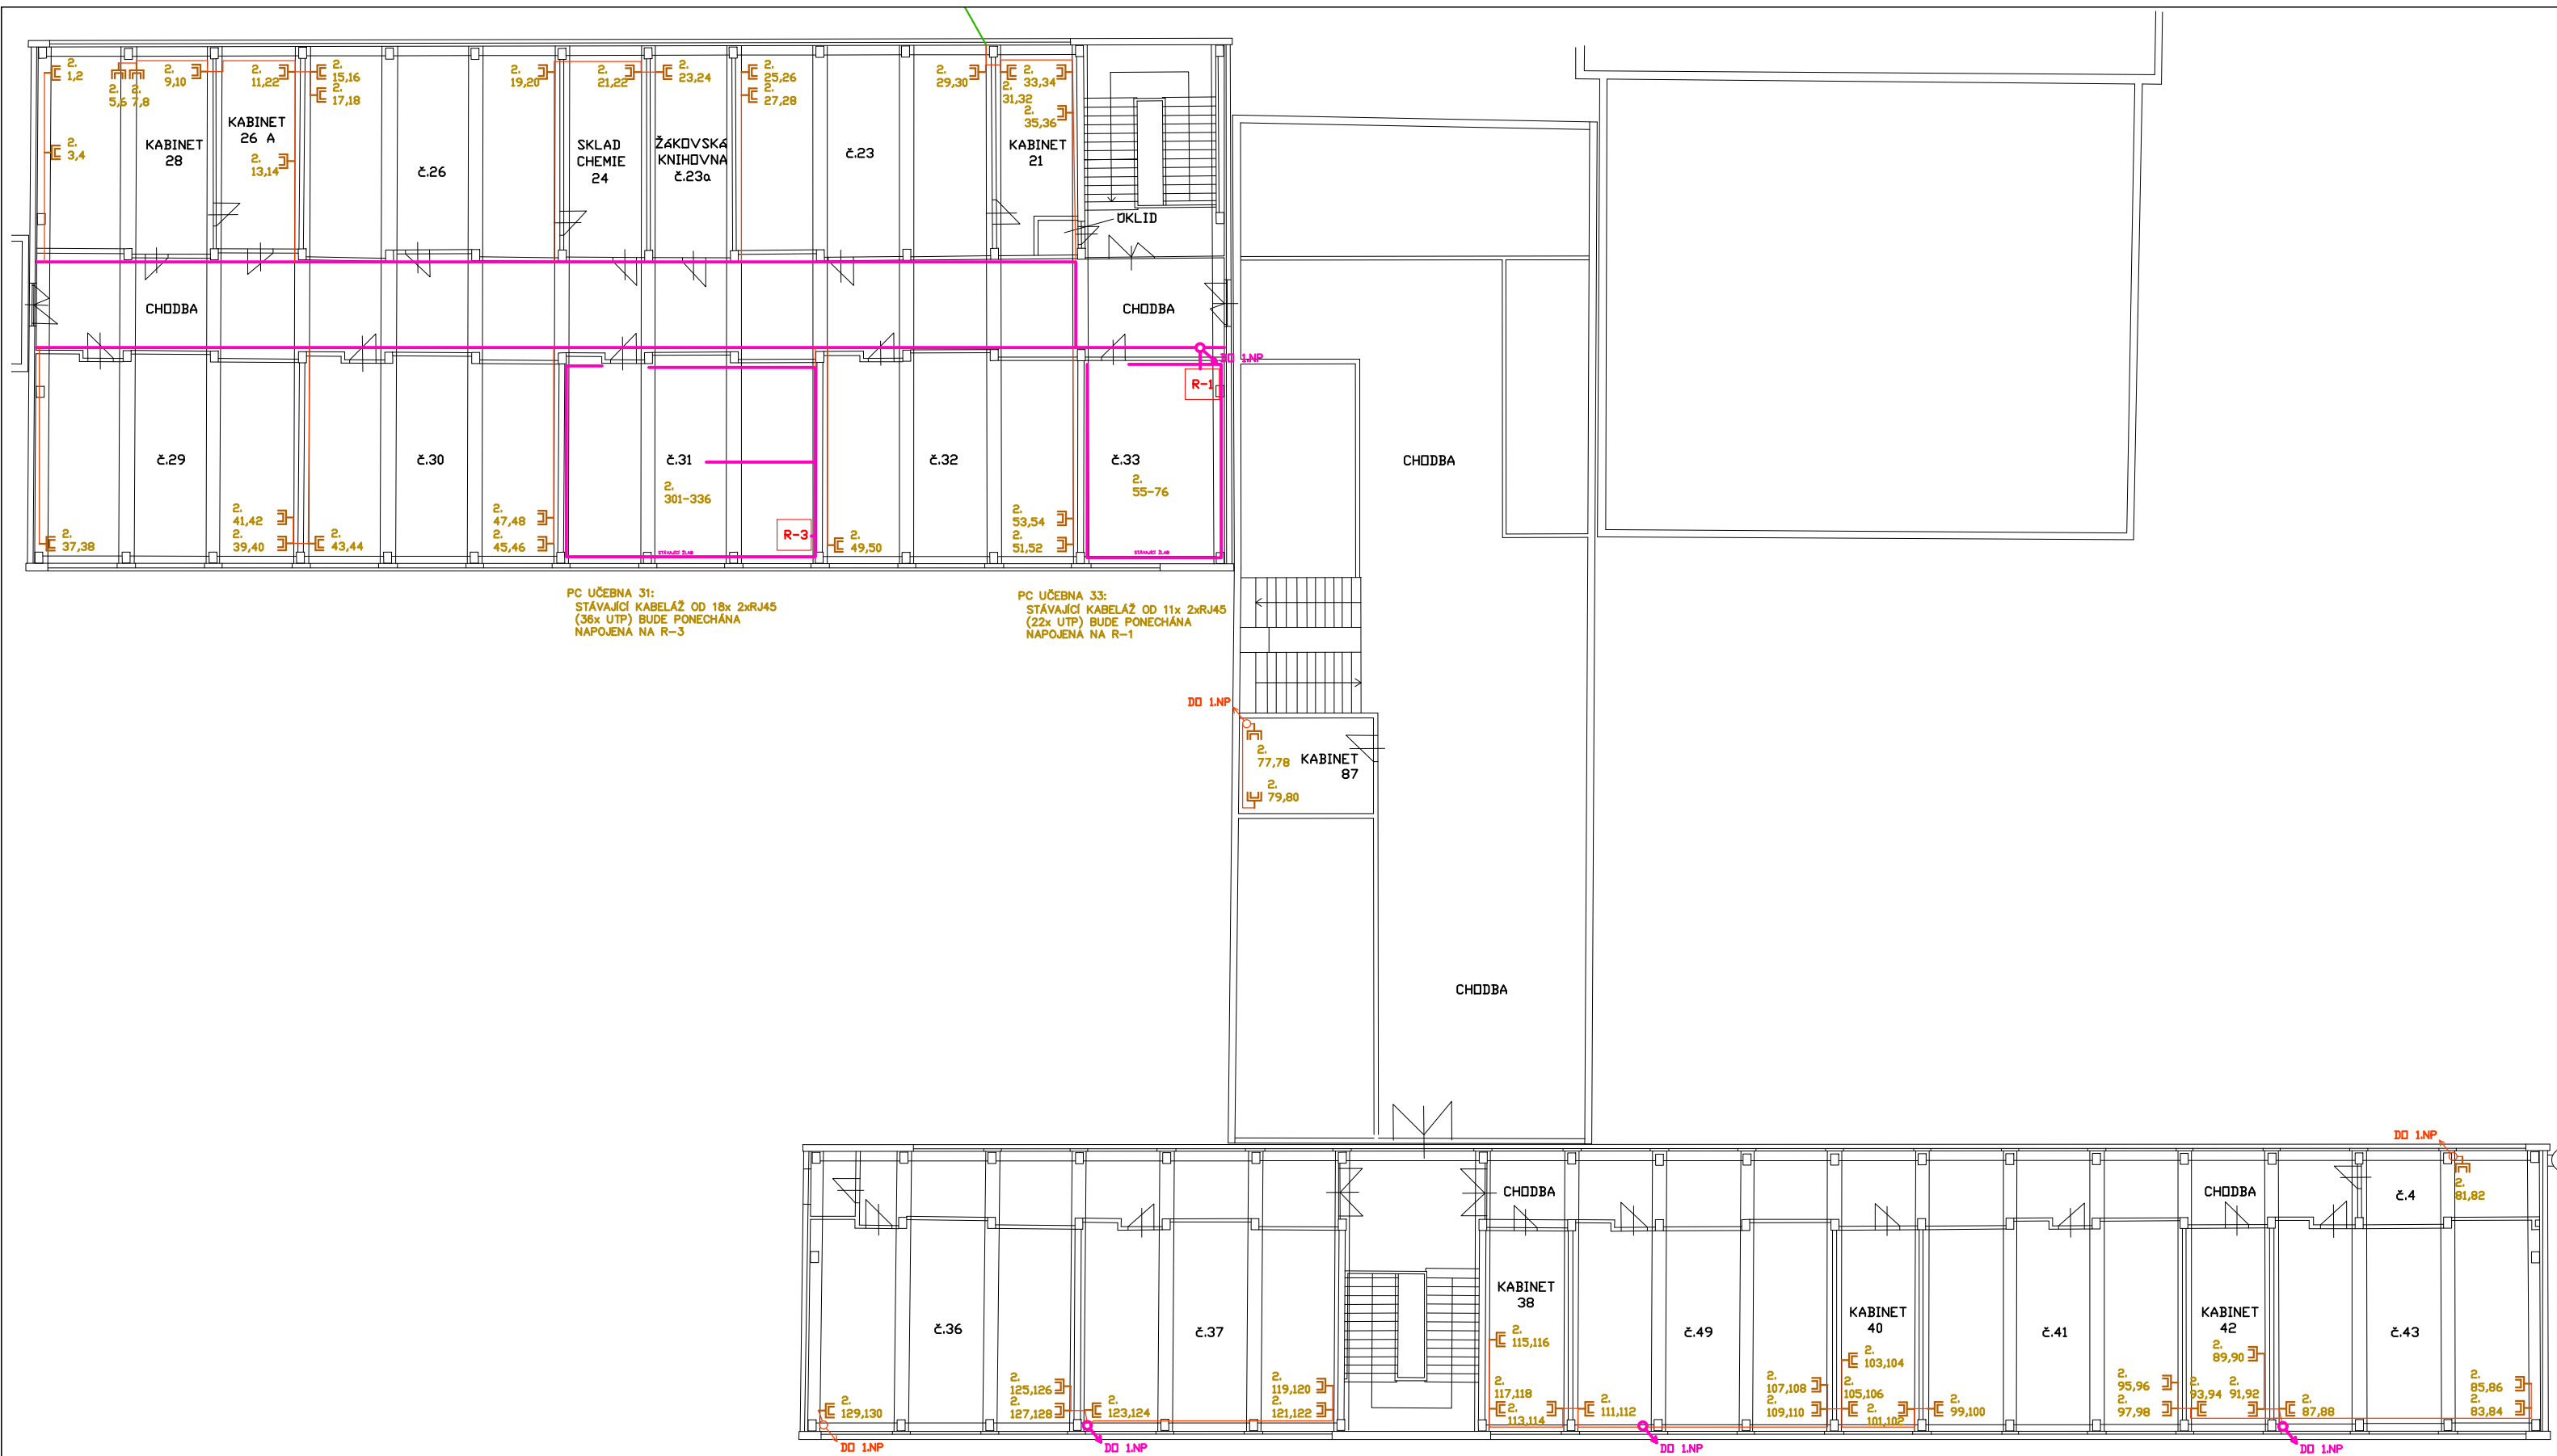 2.
1,2
2.
3,4
2.
5,6
2.
7,8
2.
9,10
2.
11,22
2.
13,14
2.
15,16
2.
17,18
2.
19,20
2.
21,22
2.
23,24
2.
25,26
2.
27,28
2.
29,30
2.
31,32
2.
33,34
2.
35,36
KABINET
28
KABINET
26 A
č.26
SKLAD
CHEMIE
24
ŽáKOVSKá
KNIHOVNA
č.23a
č.23
KABINET
21
ÚKLID
CHODBA
CHODBA
DO 1.NP
R-1
č.29
č.30
č.31
2.
301-336
č.32
č.33
2.
55-76
CHODBA
2.
37,38
2.
41,42
2.
39,40
2.
43,44
2.
47,48
2.
45,46
R-3
STÁVAJÍCÍ ŽLAB
2.
49,50
2.
53,54
2.
51,52
STÁVAJÍCÍ ŽLAB
PC UČEBNA 31:
STÁVAJÍCÍ KABELÁŽ OD 18x 2xRJ45
(36x UTP) BUDE PONECHÁNA
NAPOJENA NA R-3
PC UČEBNA 33:
STÁVAJÍCÍ KABELÁŽ OD 11x 2xRJ45
(22x UTP) BUDE PONECHÁNA
NAPOJENA NA R-1
DO 1.NP
2.
77,78
KABINET
87
2.
79,80
CHODBA
DO 1.NP
CHODBA
CHODBA
č.4
2.
81,82
č.36
č.37
KABINET
38
č.49
KABINET
40
č.41
KABINET
42
č.43
2.
129,130
2.
125,126
2.
127,128
2.
123,124
2.
119,120
2.
121,122
2.
115,116
2.
117,118
2.
113,114
2.
111,112
2.
107,108
2.
109,110
2.
103,104
2.
105,106
2.
101,102
2.
99,100
2.
95,96
2.
97,98
2.
93,94
2.
91,92
2.
89,90
2.
87,88
2.
85,86
2.
83,84
DO 1.NP
DO 1.NP
DO 1.NP
DO 1.NP